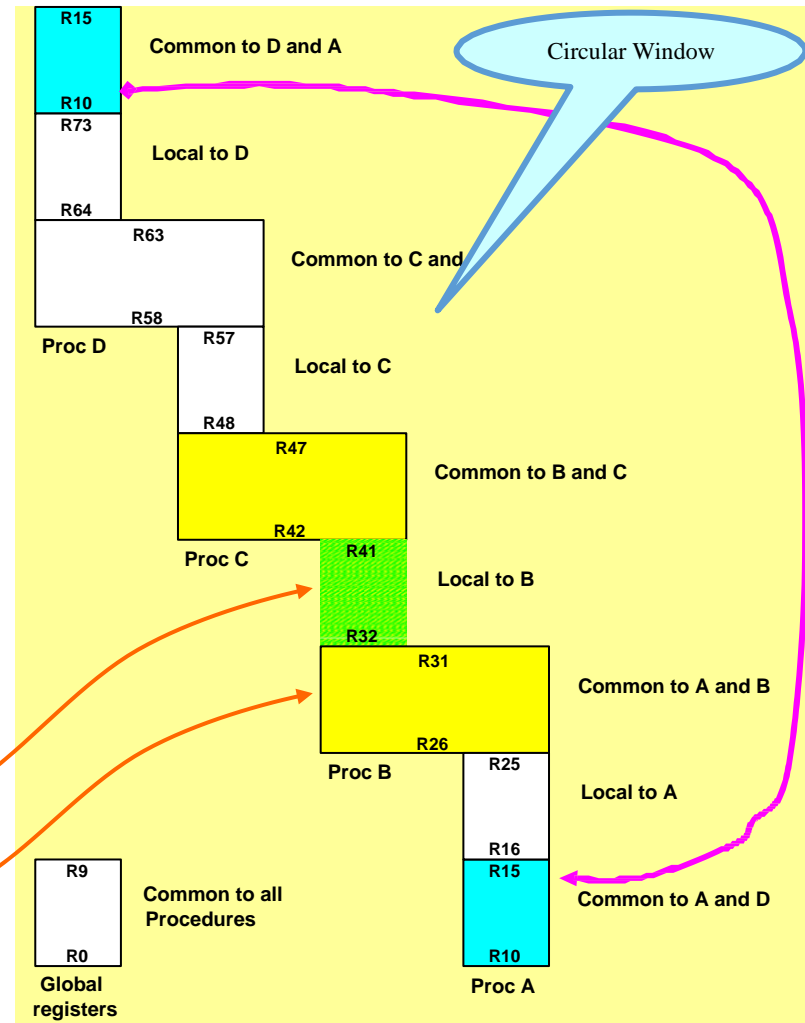 R15
Common to D and A
Circular Window
R10
R73
Local to D
R64
R63
Common to C and
R58
Proc D
R57
Local to C
R48
R47
Common to B and C
R42
Proc C
R41
Local to B
R32
R31
Common to A and B
R26
Proc B
R25
Local to A
R16
R9
Common to all
Procedures
R0
Global
registers
R15
Common to A and D
R10
Proc A